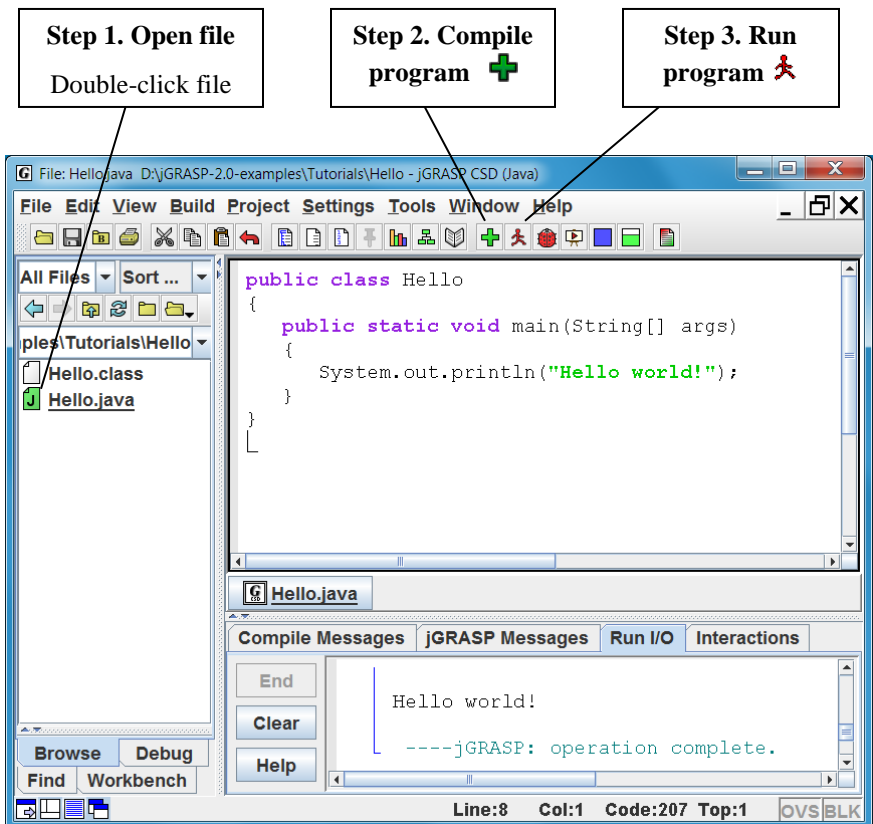 Step 1. Open file
Double-click file
Step 2. Compile
program
Step 3. Run
program
File: Hello.java D:\jGRASP-2.0-examples\Tutorials\Hello - jGRASP CSD (Java)
File Edit View Build Project Settings Tools Window Help
All Files Sort ...
ples\Tutorials\Hello
Hello.class
Hello.java
public class Hello
{
public static void main(String[] args)
{
System.out.println("Hello world!");
}
}
Hello.java
Compile Messages jGRASP Messages Run I/O Interactions
End
Clear
Help
Hello world!
----jGRASP: operation complete.
Browse Debug
Find Workbench
Line:8 Col:1 Code:207 Top:1 OVS BLK